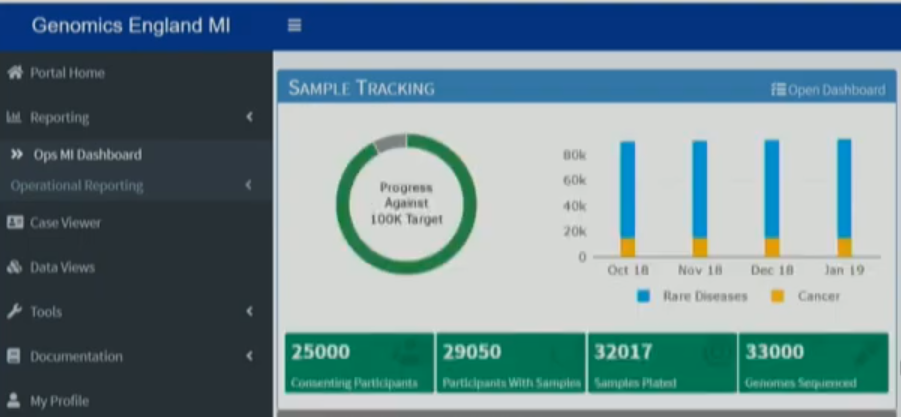 Genomics England MI
Portal Home
Reporting
Ops MI Dashboard
Operational Reporting
Case Viewer
Data Views
Tools
Documentation
My Profile
SAMPLE TRACKING
Open Dashboard
Progress
Against
100K Target
80k
60k
40k
20k
0
Oct 18 Nov 18 Dec 18 Jan 19
Rare Diseases Cancer
25000
Consenting Participants
29050
Participants With Samples
32017
Samples Plated
33000
Genomes Sequenced